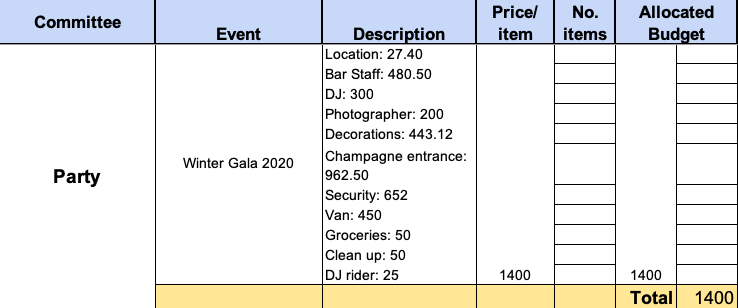 Committee Event Description Price/ item No. items Allocated Budget
Location: 27.40
Bar Staff: 480.50
DJ: 300
Photographer: 200
Decorations: 443.12
Party Winter Gala 2020 Champagne entrance:
962.50
Security: 652
Van: 450
Groceries: 50
Clean up: 50
DJ rider: 25 1400 1400
Total 1400